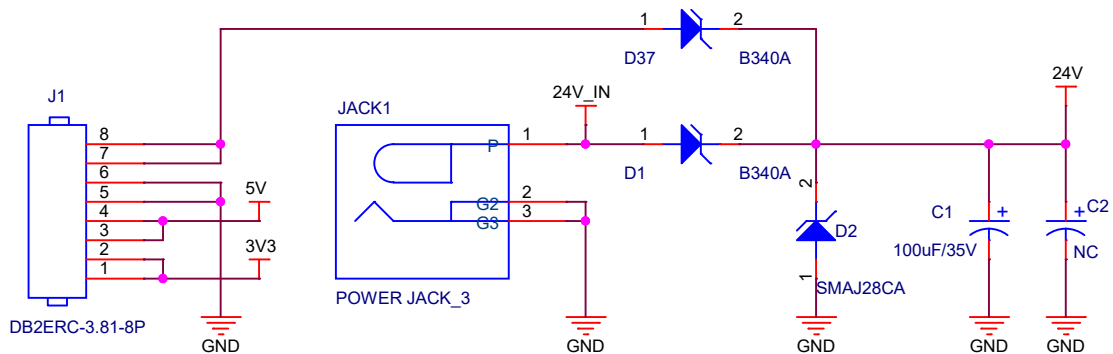 1
2
D37
B340A
J1
JACK1
24V_IN
24V
8
7
6
5
4
3
2
1
5V
3V3
P
1
G2
2
G3
3
1
2
D1
B340A
2
D2
1
SMAJ28CA
C1
+
100uF/35V
+
C2
NC
DB2ERC-3.81-8P
POWER JACK_3
GND
GND
GND
GND
GND